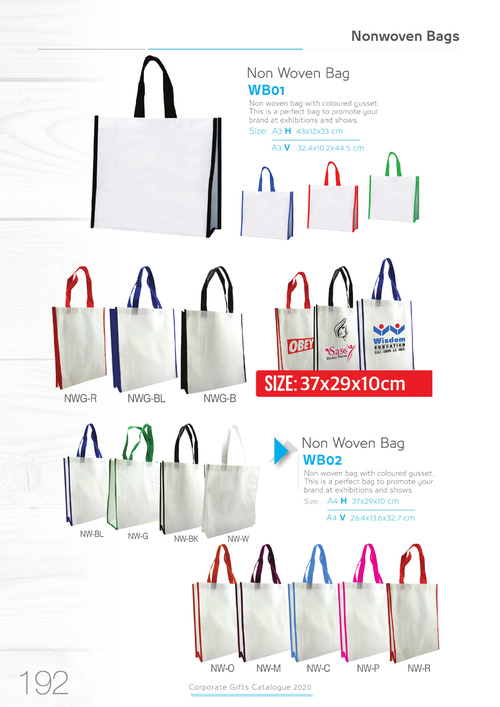 Nonwoven Bags
Non Woven Bag
WB01
Non woven bag with coloured gusset.
This is a perfect bag to promote your
brand at exhibitions and shows.
Size: A3 H 43x12x33 cm
A3 V 32.4x10.2x44.5 cm
OBEY
Sass
Wisdom
EDUCATION
SIZE: 37x29x10cm
NWG-R NWG-BL NWG-B
Non Woven Bag
WB02
Non woven bag with coloured gusset.
This is a perfect bag to promote your
brand at exhibitions and shows.
Size: A4 H 37x29x10 cm
A4 V 26.4x13.6x32.7 cm
NW-BL NW-G NW-BK NW-W
NW-O NW-M NW-C NW-P NW-R
192
Corporate Gifts Catalogue 2020